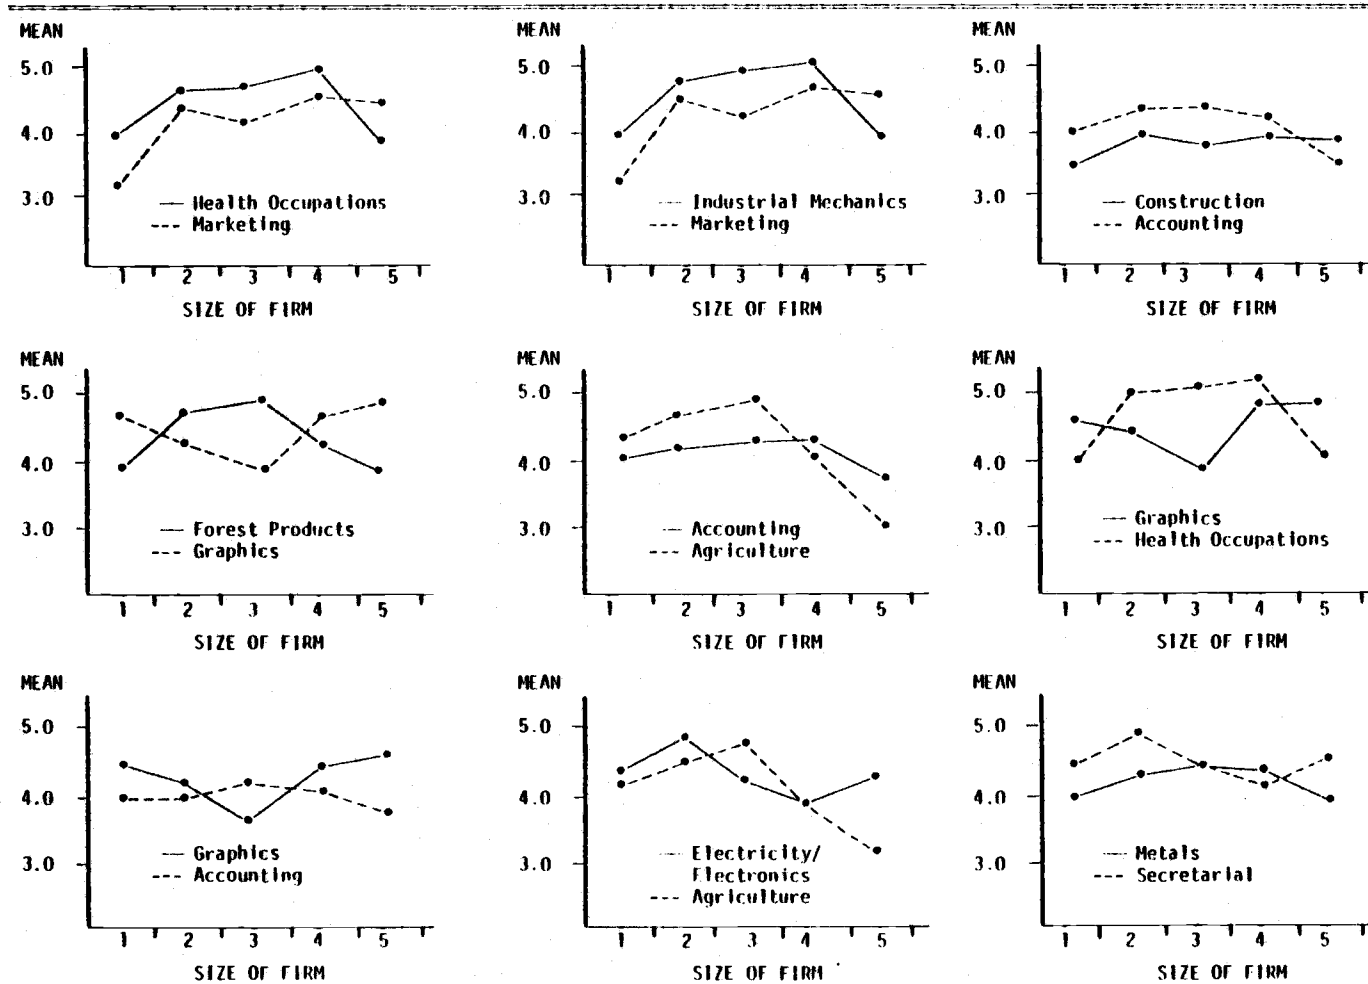 MEAN
5.0
4.0
3.0
Health Occupations
Marketing
1 2 3 4 5
SIZE OF FIRM
MEAN
5.0
4.0
3.0
Industrial Mechanics
Marketing
1 2 3 4 5
SIZE OF FIRM
MEAN
5.0
4.0
3.0
Construction
Accounting
1 2 3 4 5
SIZE OF FIRM
MEAN
5.0
4.0
3.0
Forest Products
Graphics
1 2 3 4 5
SIZE OF FIRM
MEAN
5.0
4.0
3.0
Accounting
Agriculture
1 2 3 4 5
SIZE OF FIRM
MEAN
5.0
4.0
3.0
Graphics
Health Occupations
1 2 3 4 5
SIZE OF FIRM
MEAN
5.0
4.0
3.0
Graphics
Accounting
1 2 3 4 5
SIZE OF FIRM
MEAN
5.0
4.0
3.0
Electricity/
Electronics
Agriculture
1 2 3 4 5
SIZE OF FIRM
MEAN
5.0
4.0
3.0
Metals
Secretarial
1 2 3 4 5
SIZE OF FIRM